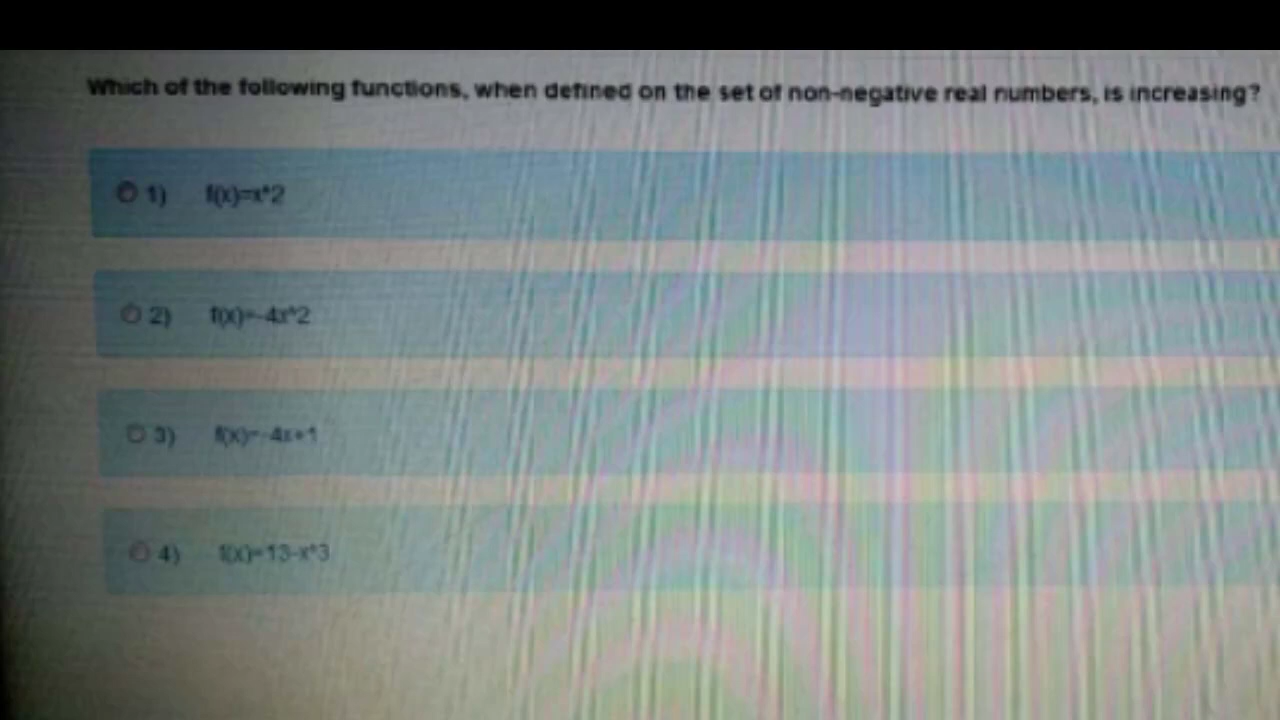 Which of the following functions, when defined on the set of non-negative real numbers, is increasing?
1) f(x)=x^2
2) f(x)=-4x^2
3) f(x)=-4x+1
4) f(x)=13-x^3